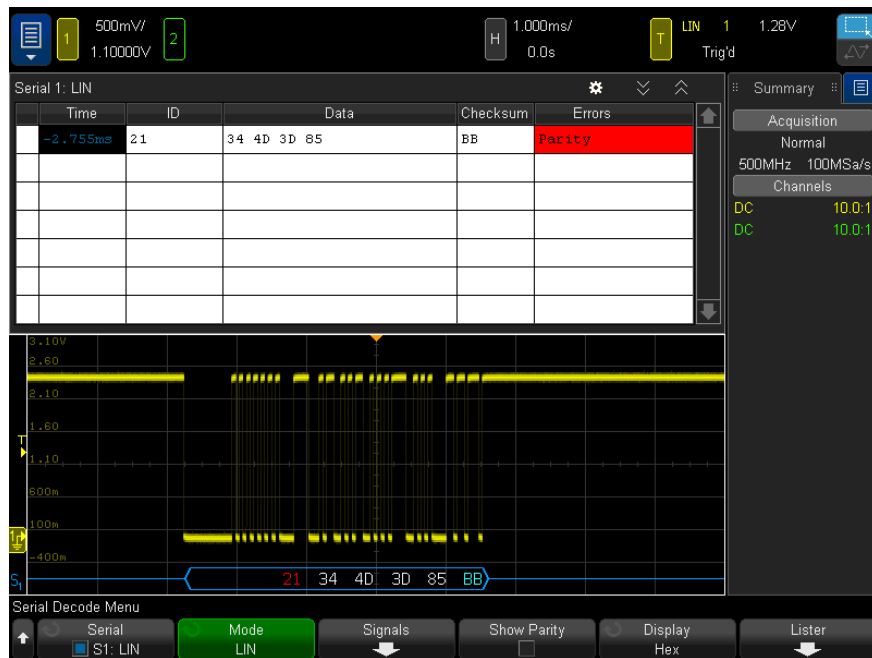 500mV/
1
1.10000V
2
H
1.000ms/
0.0s
T
LIN 1 1.28V
Trig'd
Serial 1: LIN
Time ID Data Checksum Errors
-2.755ms 21 34 4D 3D 85 BB Parity
Summary
Acquisition
Normal
500MHz 100MSa/s
Channels
DC 10.0:1
DC 10.0:1
3.10V
2.60
2.10
1.60
T
1.10
600m
100m
1
-400m
S1
21 34 4D 3D 85 BB
Serial Decode Menu
Serial
S1: LIN
Mode
LIN
Signals
Show Parity
Display
Hex
Lister